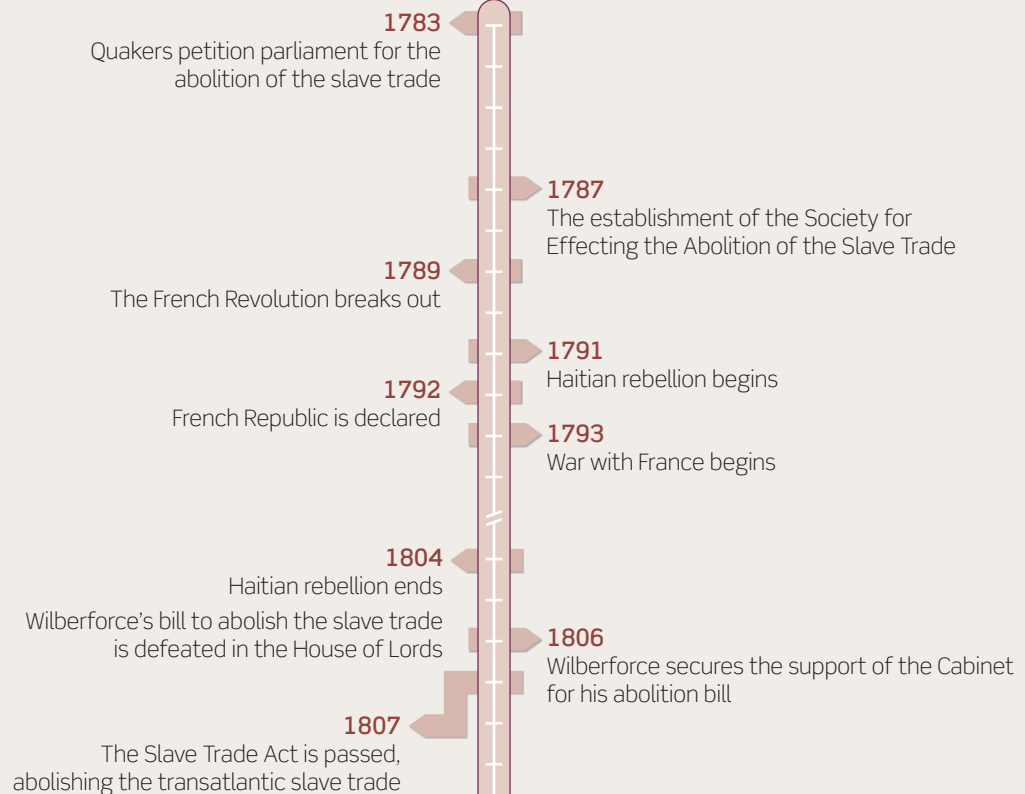 1783
Quakers petition parliament for the
abolition of the slave trade
1787
The establishment of the Society for
Effecting the Abolition of the Slave Trade
1789
The French Revolution breaks out
1791
Haitian rebellion begins
1792
French Republic is declared
1793
War with France begins
1804
Haitian rebellion ends
Wilberforce’s bill to abolish the slave trade
is defeated in the House of Lords
1806
Wilberforce secures the support of the Cabinet
for his abolition bill
1807
The Slave Trade Act is passed,
abolishing the transatlantic slave trade